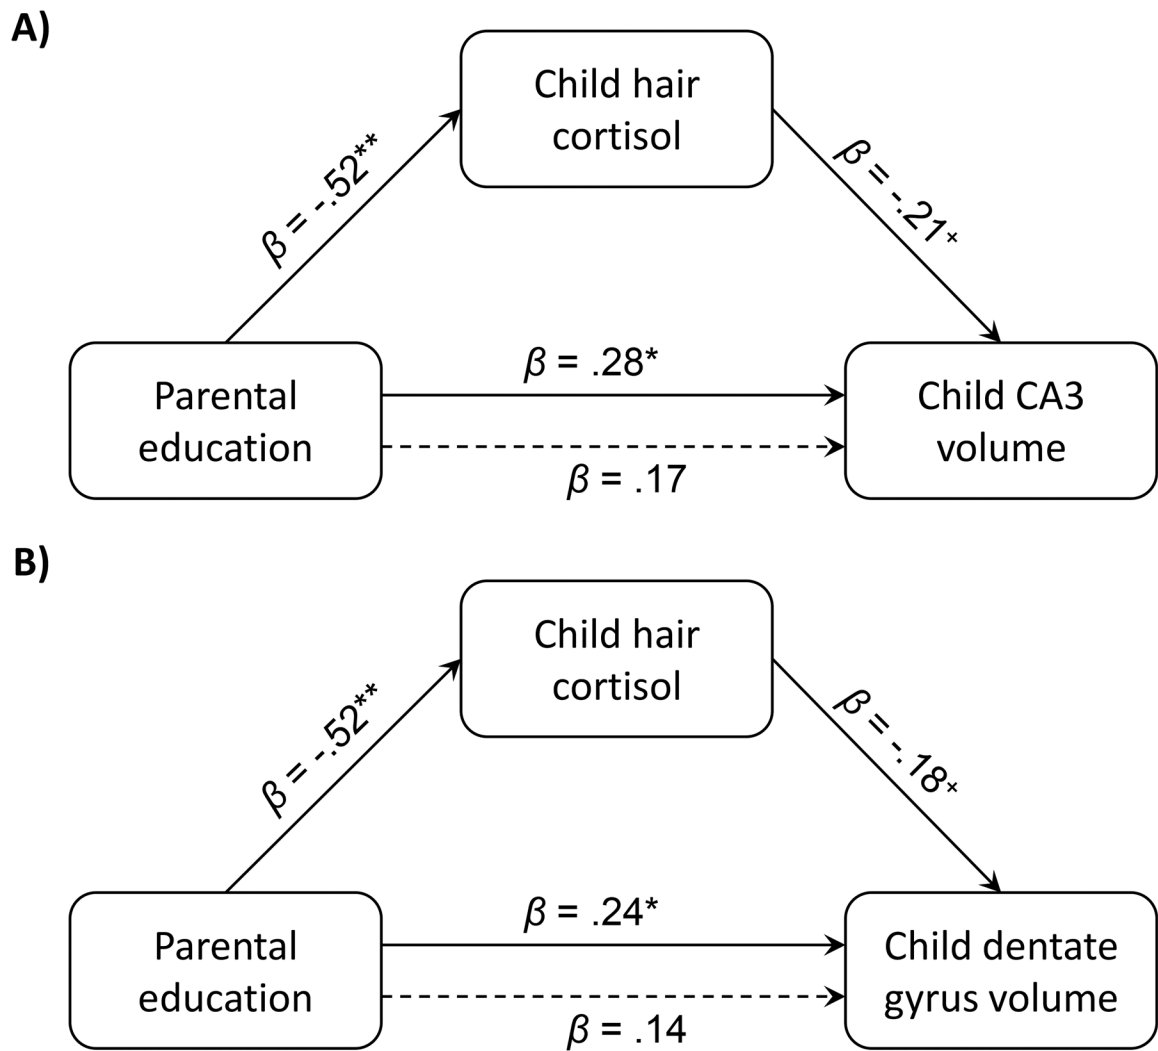 A)
Child hair
cortisol
β = -.52**
β = -.21⁺
Parental
education
β = .28*
β = .17
Child CA3
volume
B)
Child hair
cortisol
β = -.52**
β = -.18⁺
Parental
education
β = .24*
β = .14
Child dentate
gyrus volume